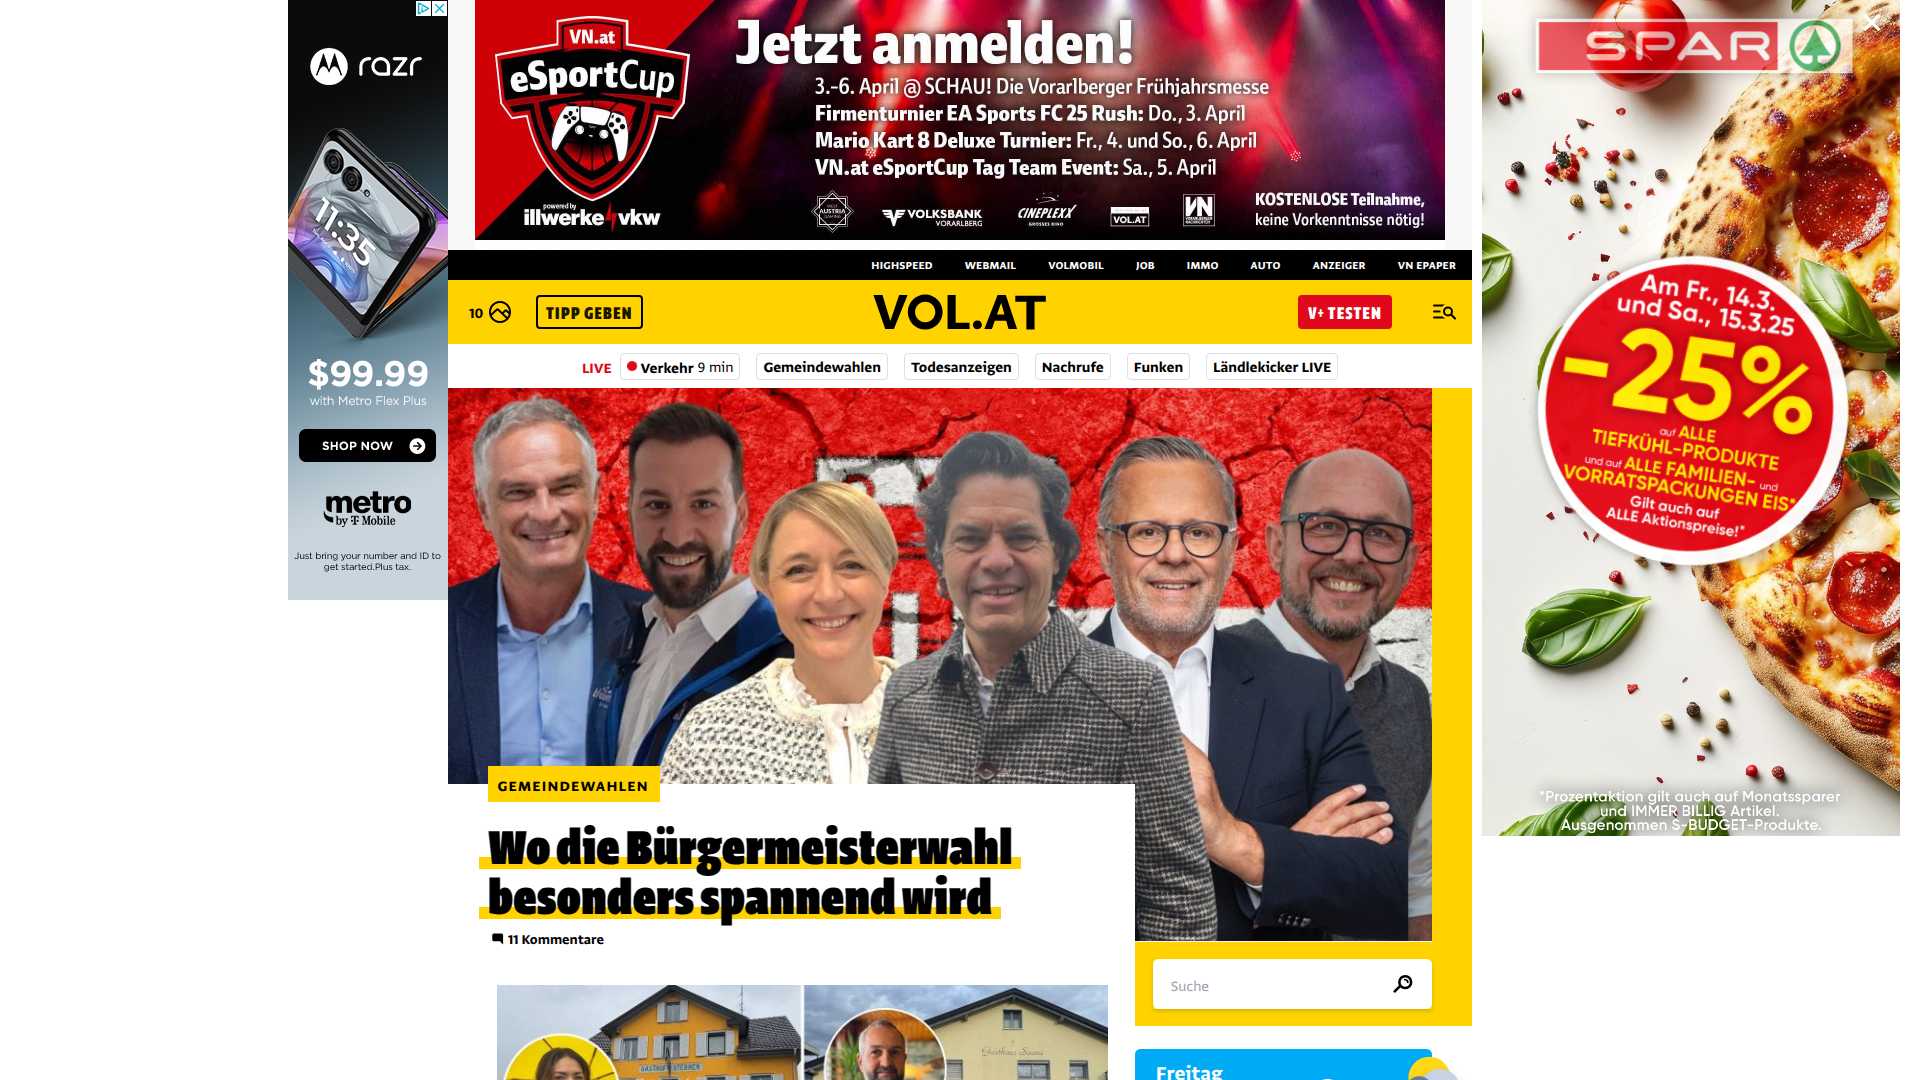 razr
11:35
$99.99
with Metro Flex Plus
SHOP NOW
metro
by T Mobile
Just bring your number and ID to
get started.Plus tax.
VN.at
eSportCup
powered by
illwerke vkw
Jetzt anmelden!
3.-6. April @ SCHAU! Die Vorarlberger Frühjahrsmesse
Firmenturnier EA Sports FC 25 Rush: Do., 3. April
Mario Kart 8 Deluxe Turnier: Fr., 4. und So., 6. April
VN.at eSportCup Tag Team Event: Sa., 5. April
AUSTRIA
VOLKSBANK
VORARLBERG
CINEPLEXX
VOL.AT
VN
KOSTENLOSE Teilnahme,
keine Vorkenntnisse nötig!
HIGHSPEED WEBMAIL VOLMOBIL JOB IMMO AUTO ANZEIGER VN EPAPER
10
TIPP GEBEN
VOL.AT
V+ TESTEN
LIVE
Verkehr 9 min
Gemeindewahlen
Todesanzeigen
Nachrufe
Funken
Ländlekicker LIVE
GEMEINDEWAHLEN
Wo die Bürgermeisterwahl
besonders spannend wird
11 Kommentare
GASTHOF STERNEN
Suche
Freitag
SPAR
Am Fr., 14.3.
und Sa., 15.3.25
-25%
auf ALLE
TIEFKÜHL-PRODUKTE
und auf ALLE FAMILIEN- und
VORRATSPACKUNGEN EIS*
Gilt auch auf
ALLE Aktionspreise!*
*Prozentaktion gilt auch auf Monatssparer
und IMMER BILLIG Artikel.
Ausgenommen S-BUDGET-Produkte.